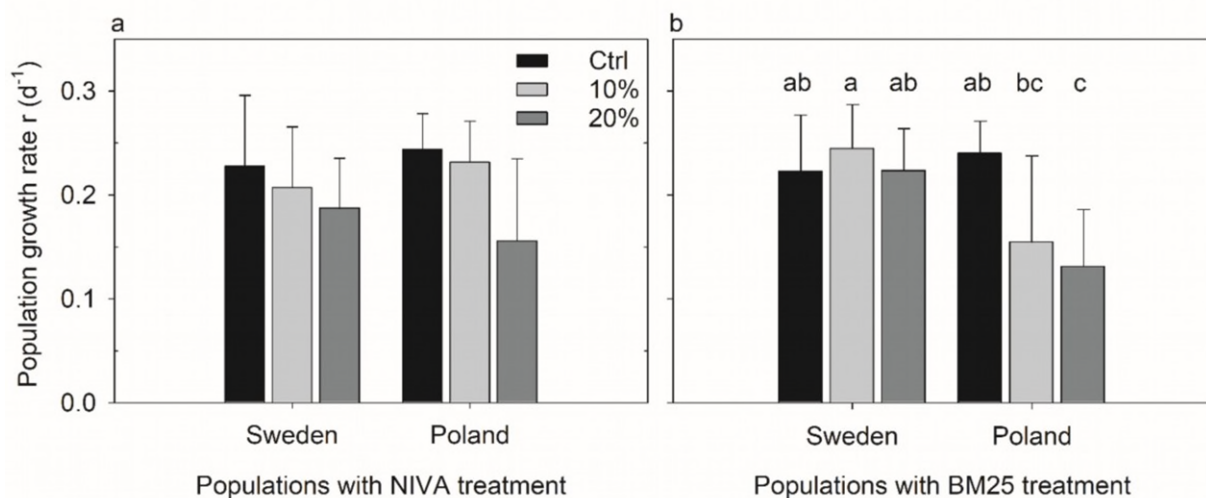 a
b
Population growth rate r (d⁻¹)
0.3
0.2
0.1
0.0
Ctrl
10%
20%
ab a ab ab bc c
Sweden Poland
Sweden Poland
Populations with NIVA treatment
Populations with BM25 treatment